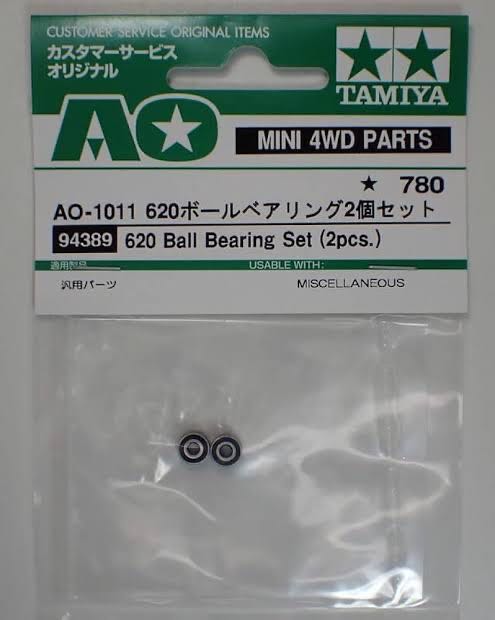 CUSTOMER SERVICE ORIGINAL ITEMS
カスタマーサービス
オリジナル
TAMIYA
AO
MINI 4WD PARTS
★ 780
AO-1011 620ボールベアリング2個セット
94389 620 Ball Bearing Set (2pcs.)
適用製品 USABLE WITH:
汎用パーツ MISCELLANEOUS